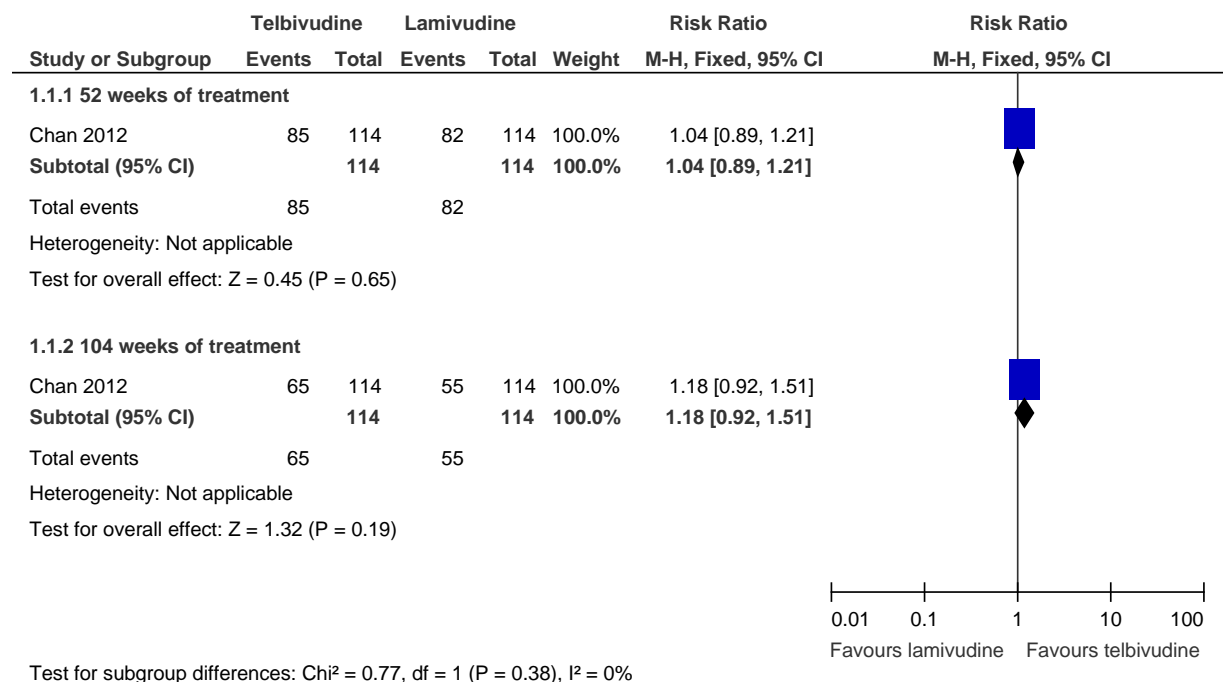 Telbivudine Lamivudine Risk Ratio Risk Ratio
Study or Subgroup Events Total Events Total Weight M-H, Fixed, 95% CI M-H, Fixed, 95% CI
1.1.1 52 weeks of treatment
Chan 2012 85 114 82 114 100.0% 1.04 [0.89, 1.21]
Subtotal (95% CI) 114 114 100.0% 1.04 [0.89, 1.21]
Total events 85 82
Heterogeneity: Not applicable
Test for overall effect: Z = 0.45 (P = 0.65)
1.1.2 104 weeks of treatment
Chan 2012 65 114 55 114 100.0% 1.18 [0.92, 1.51]
Subtotal (95% CI) 114 114 100.0% 1.18 [0.92, 1.51]
Total events 65 55
Heterogeneity: Not applicable
Test for overall effect: Z = 1.32 (P = 0.19)
0.01 0.1 1 10 100
Favours lamivudine Favours telbivudine
Test for subgroup differences: Chi² = 0.77, df = 1 (P = 0.38), I² = 0%